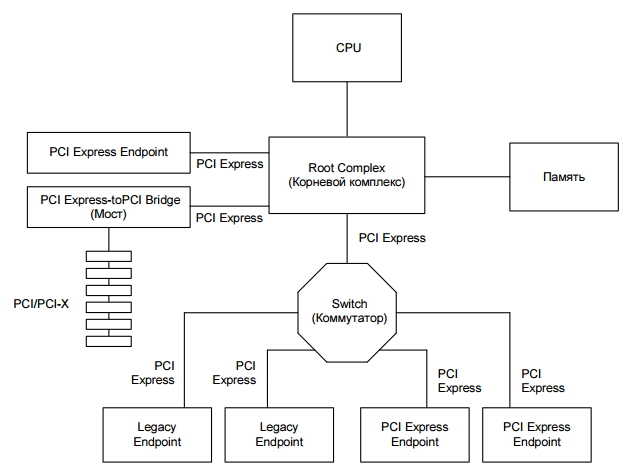 CPU
PCI Express Endpoint
PCI Express
Root Complex
(Корневой комплекс)
Память
PCI Express-toPCI Bridge
(Мост)
PCI Express
PCI Express
PCI/PCI-X
Switch
(Коммутатор)
PCI
Express
PCI
Express
PCI
Express
PCI
Express
Legacy
Endpoint
Legacy
Endpoint
PCI Express
Endpoint
PCI Express
Endpoint